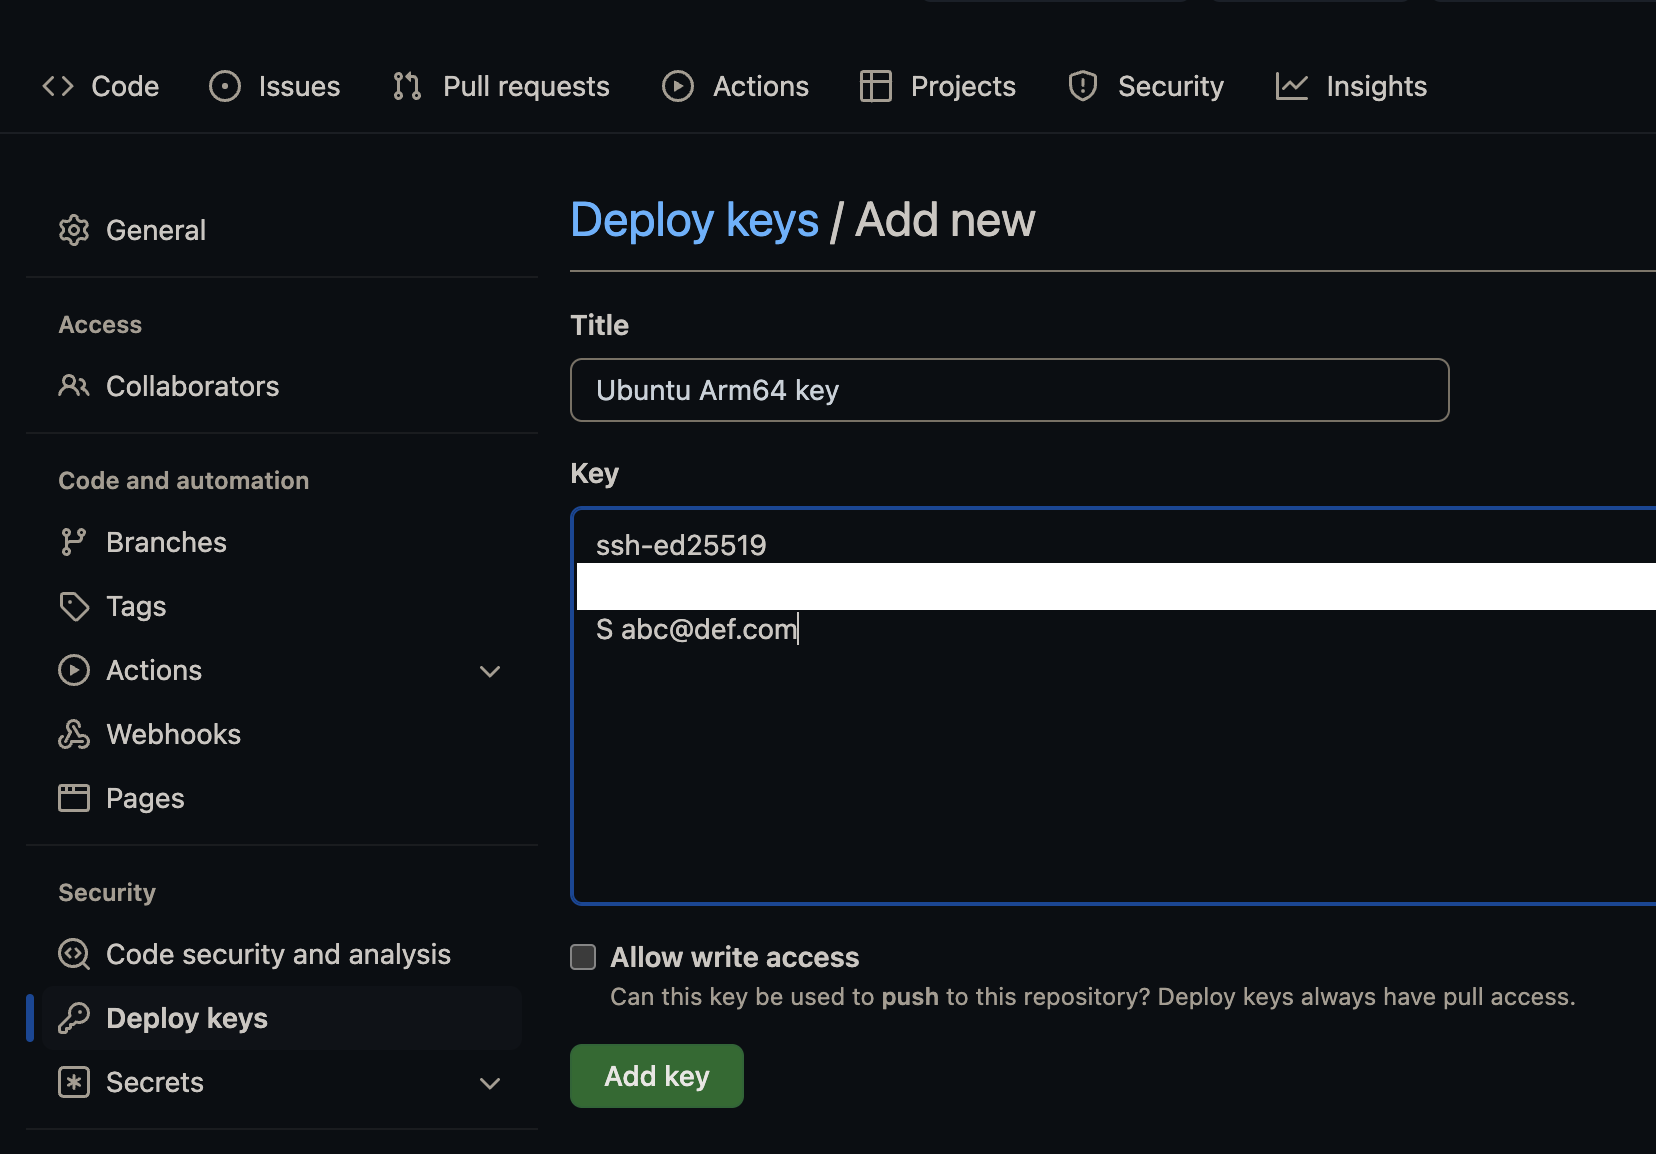 Code Issues Pull requests Actions Projects Security Insights
General
Access
Collaborators
Code and automation
Branches
Tags
Actions
Webhooks
Pages
Security
Code security and analysis
Deploy keys
Secrets
Deploy keys / Add new
Title
Ubuntu Arm64 key
Key
ssh-ed25519
S abc@def.com
Allow write access
Can this key be used to push to this repository? Deploy keys always have pull access.
Add key